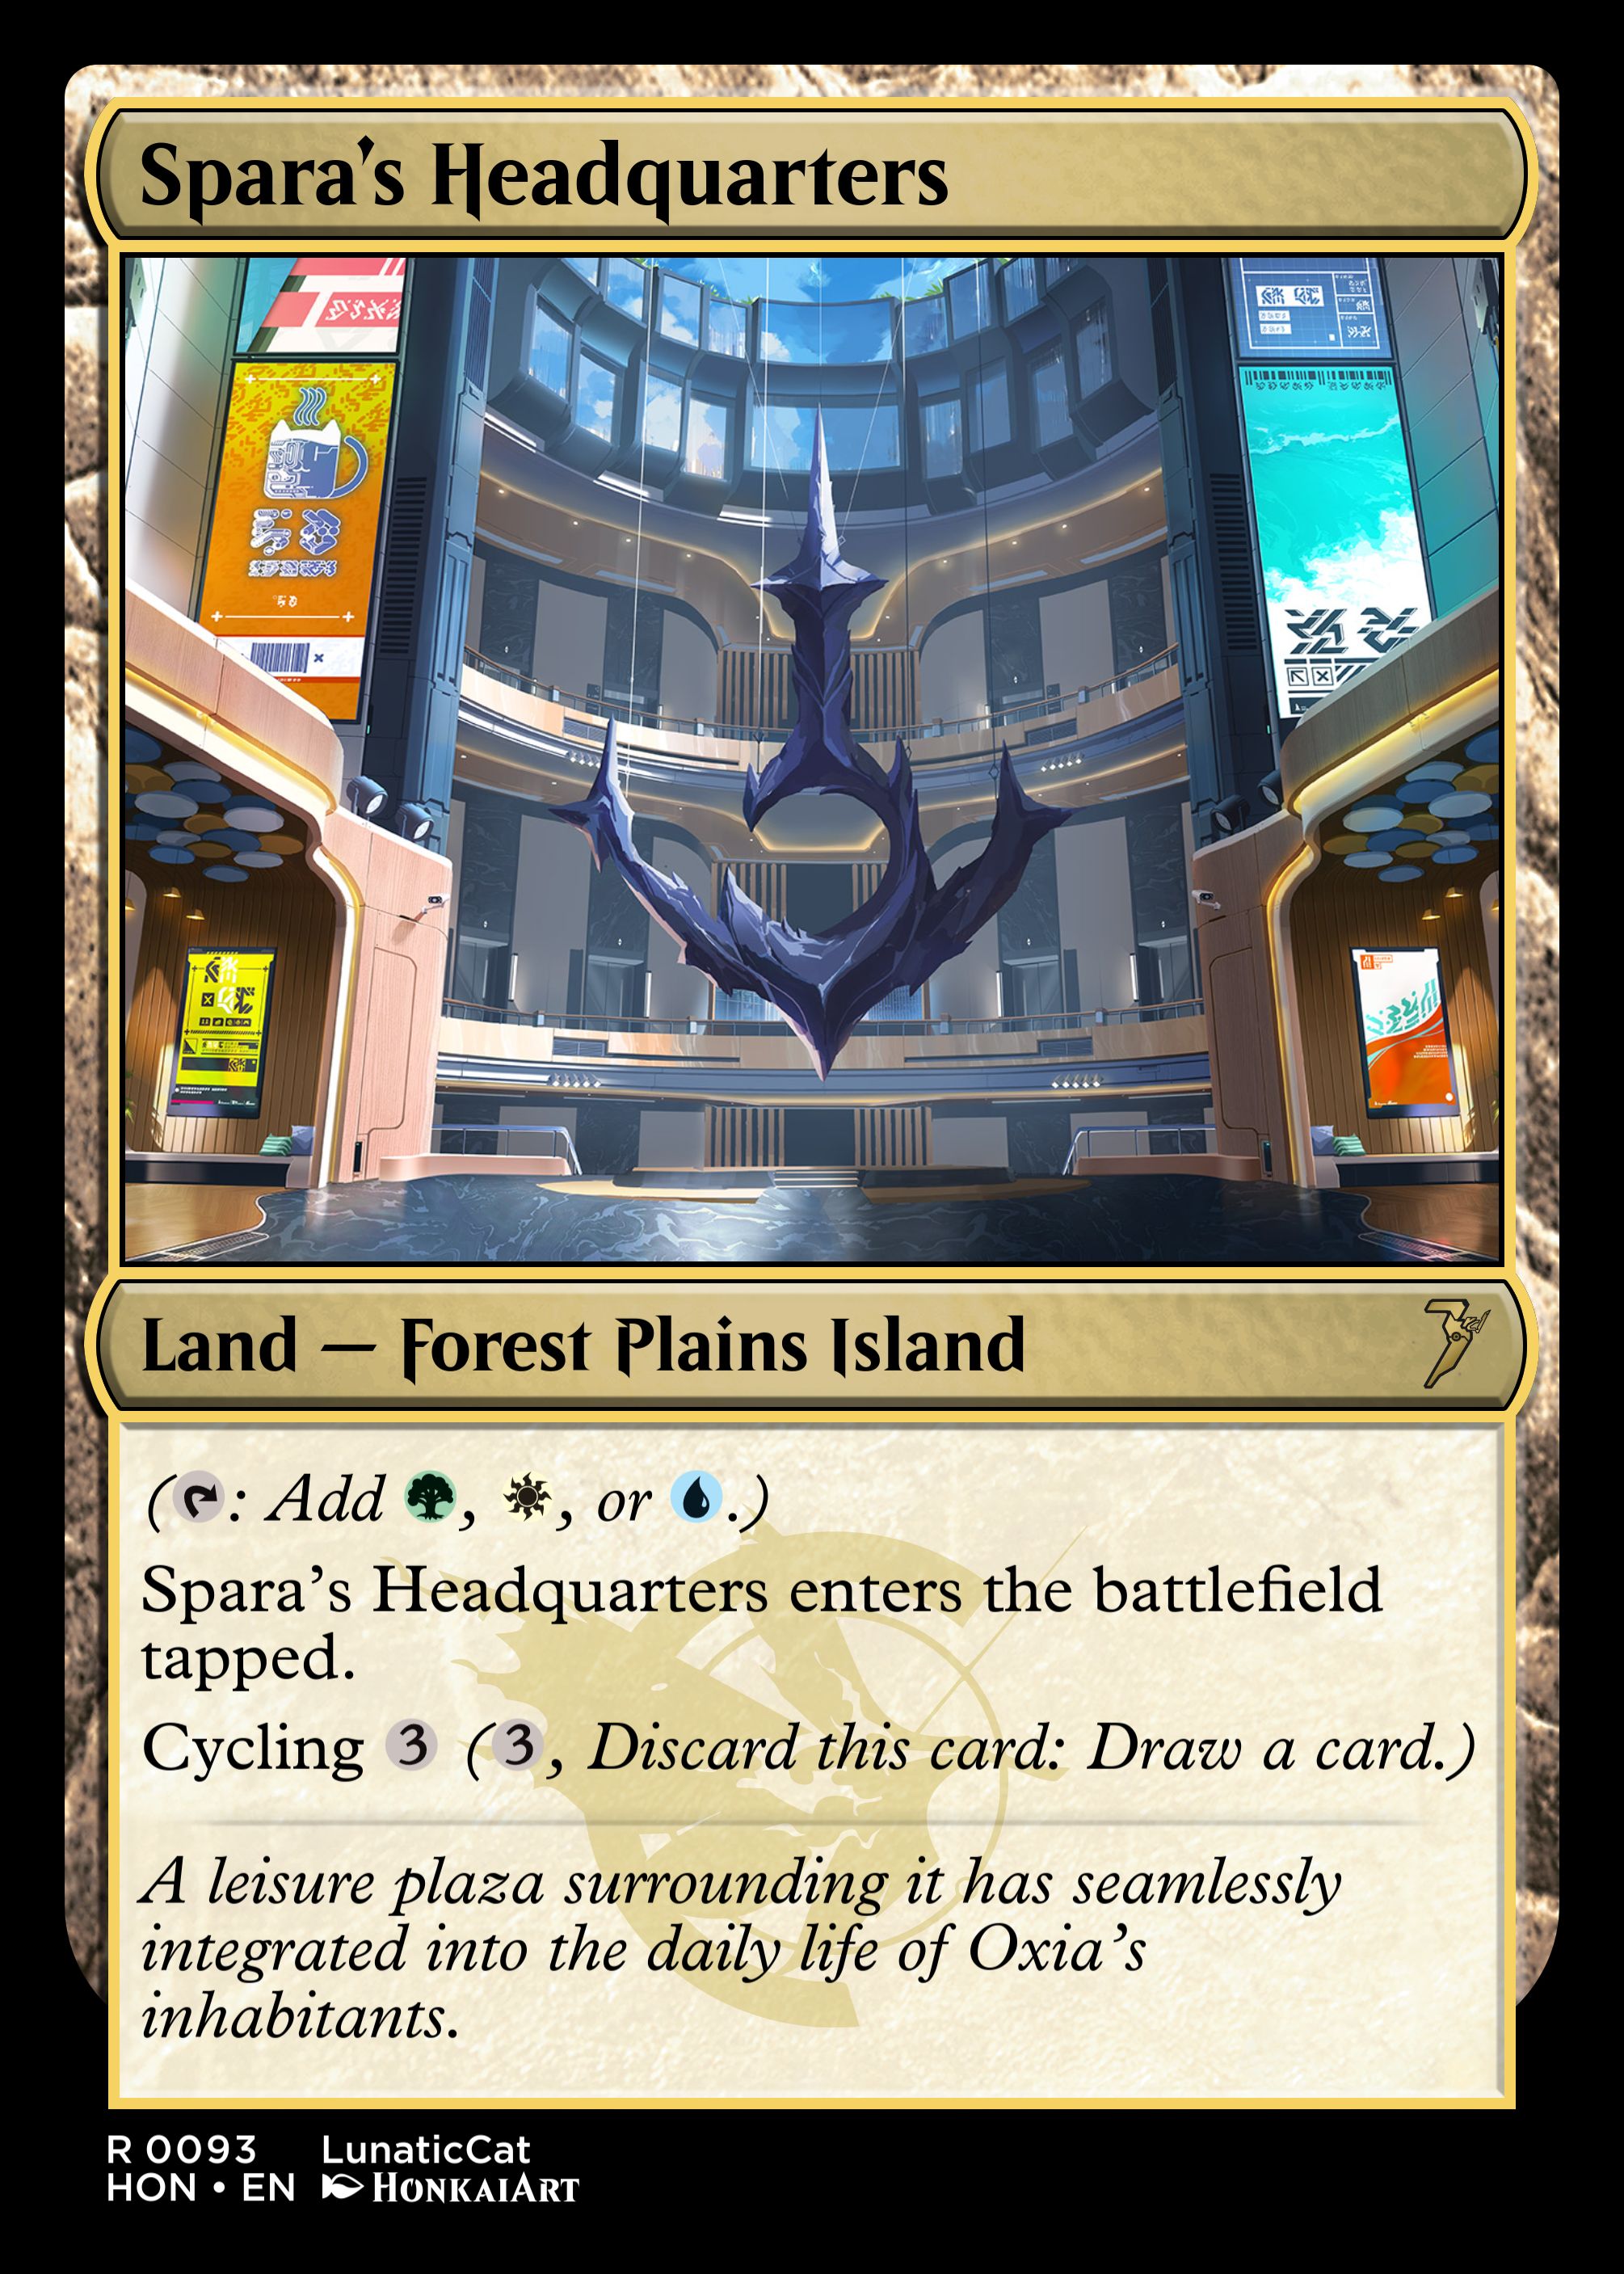 Spara's Headquarters
Land — Forest Plains Island
(: Add , , or .)
Spara’s Headquarters enters the battlefield
tapped.
Cycling 3 (3, Discard this card: Draw a card.)
A leisure plaza surrounding it has seamlessly
integrated into the daily life of Oxia’s
inhabitants.
R 0093 LunaticCat
HON • EN HONKAIART